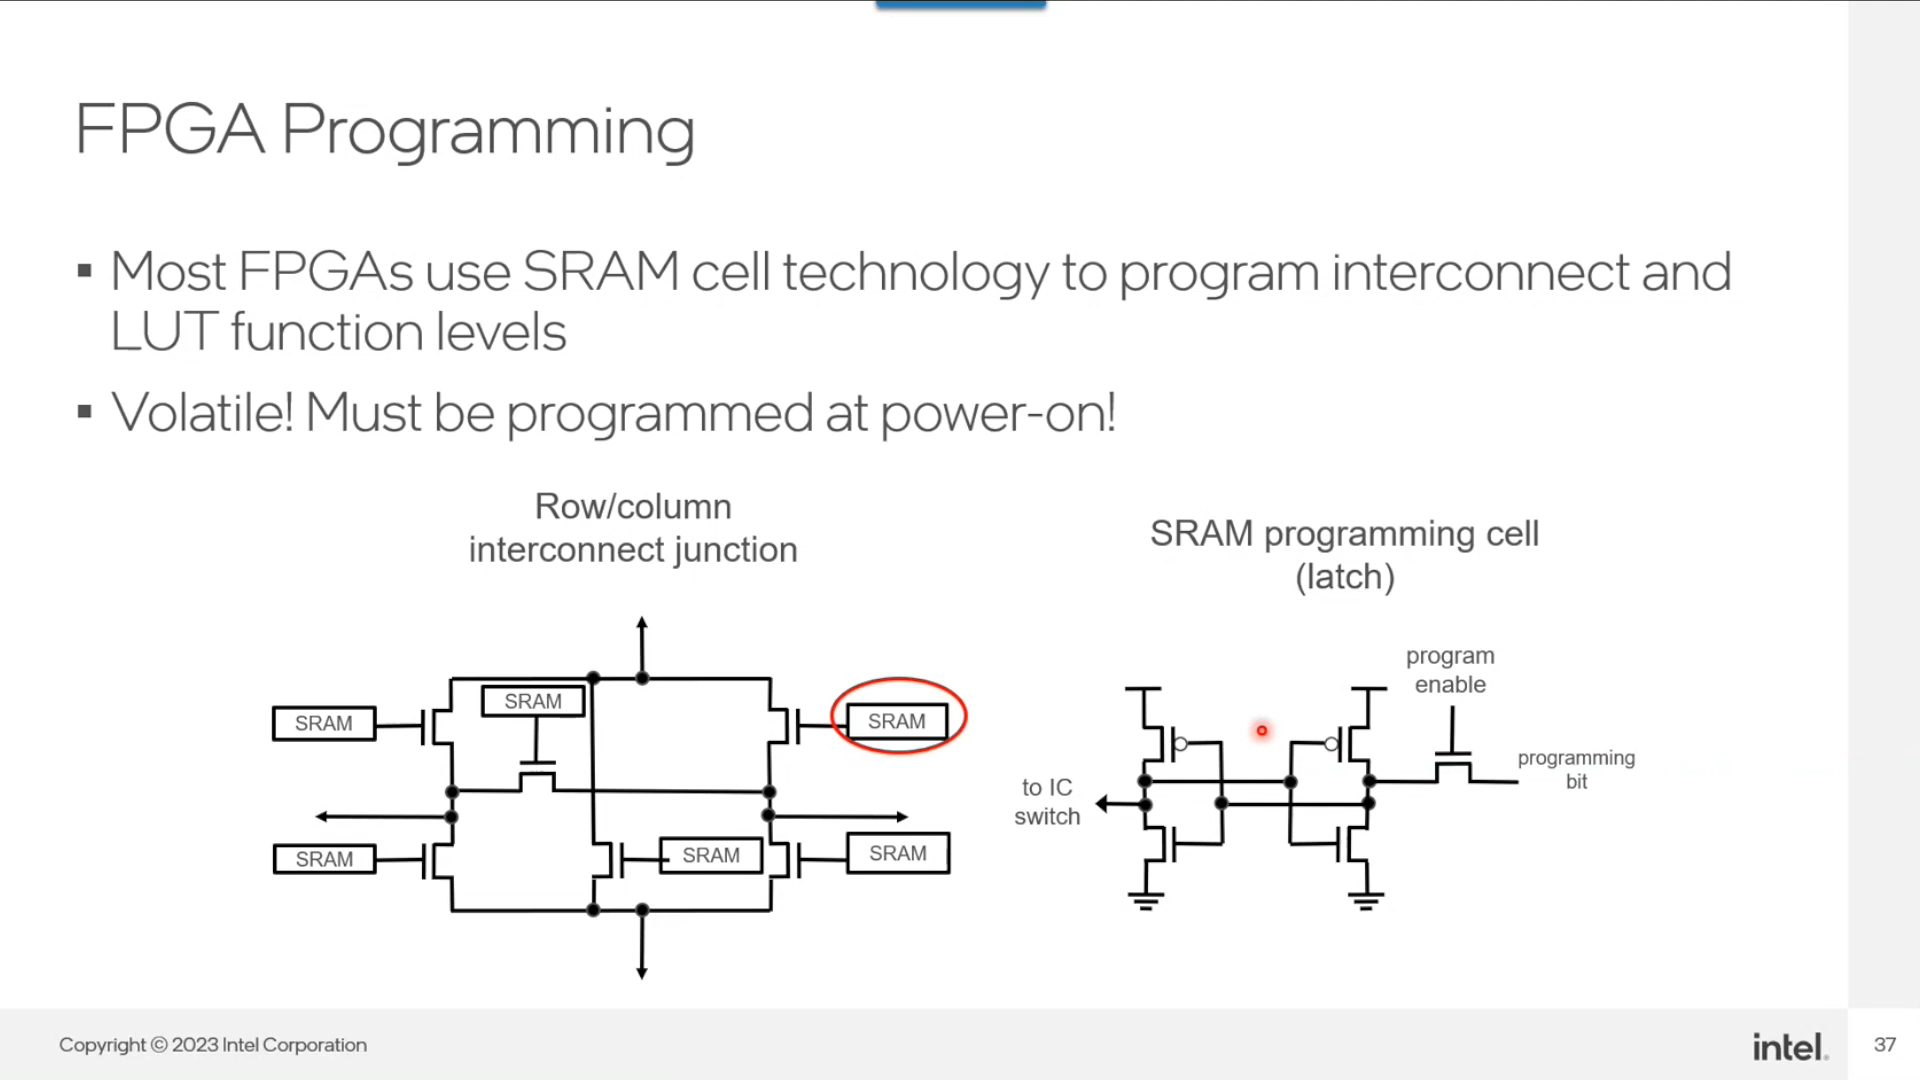 FPGA Programming
▪ Most FPGAs use SRAM cell technology to program interconnect and
LUT function levels
▪ Volatile! Must be programmed at power-on!
Row/column
interconnect junction
SRAM
SRAM
SRAM
SRAM
SRAM
SRAM
SRAM programming cell
(latch)
program
enable
programming
bit
to IC
switch
Copyright © 2023 Intel Corporation
intel.
37